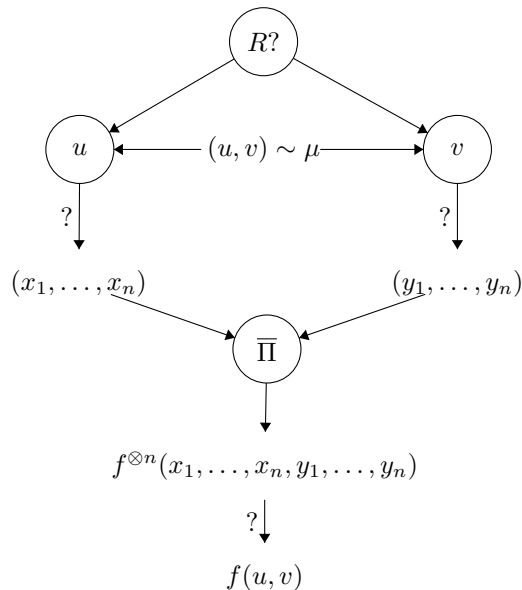 R?
u (u, v) ∼ μ v
? ?
(x₁, . . . , xₙ) (y₁, . . . , yₙ)
Π̅
f^{⊗n}(x₁, . . . , xₙ, y₁, . . . , yₙ)
?
f(u, v)